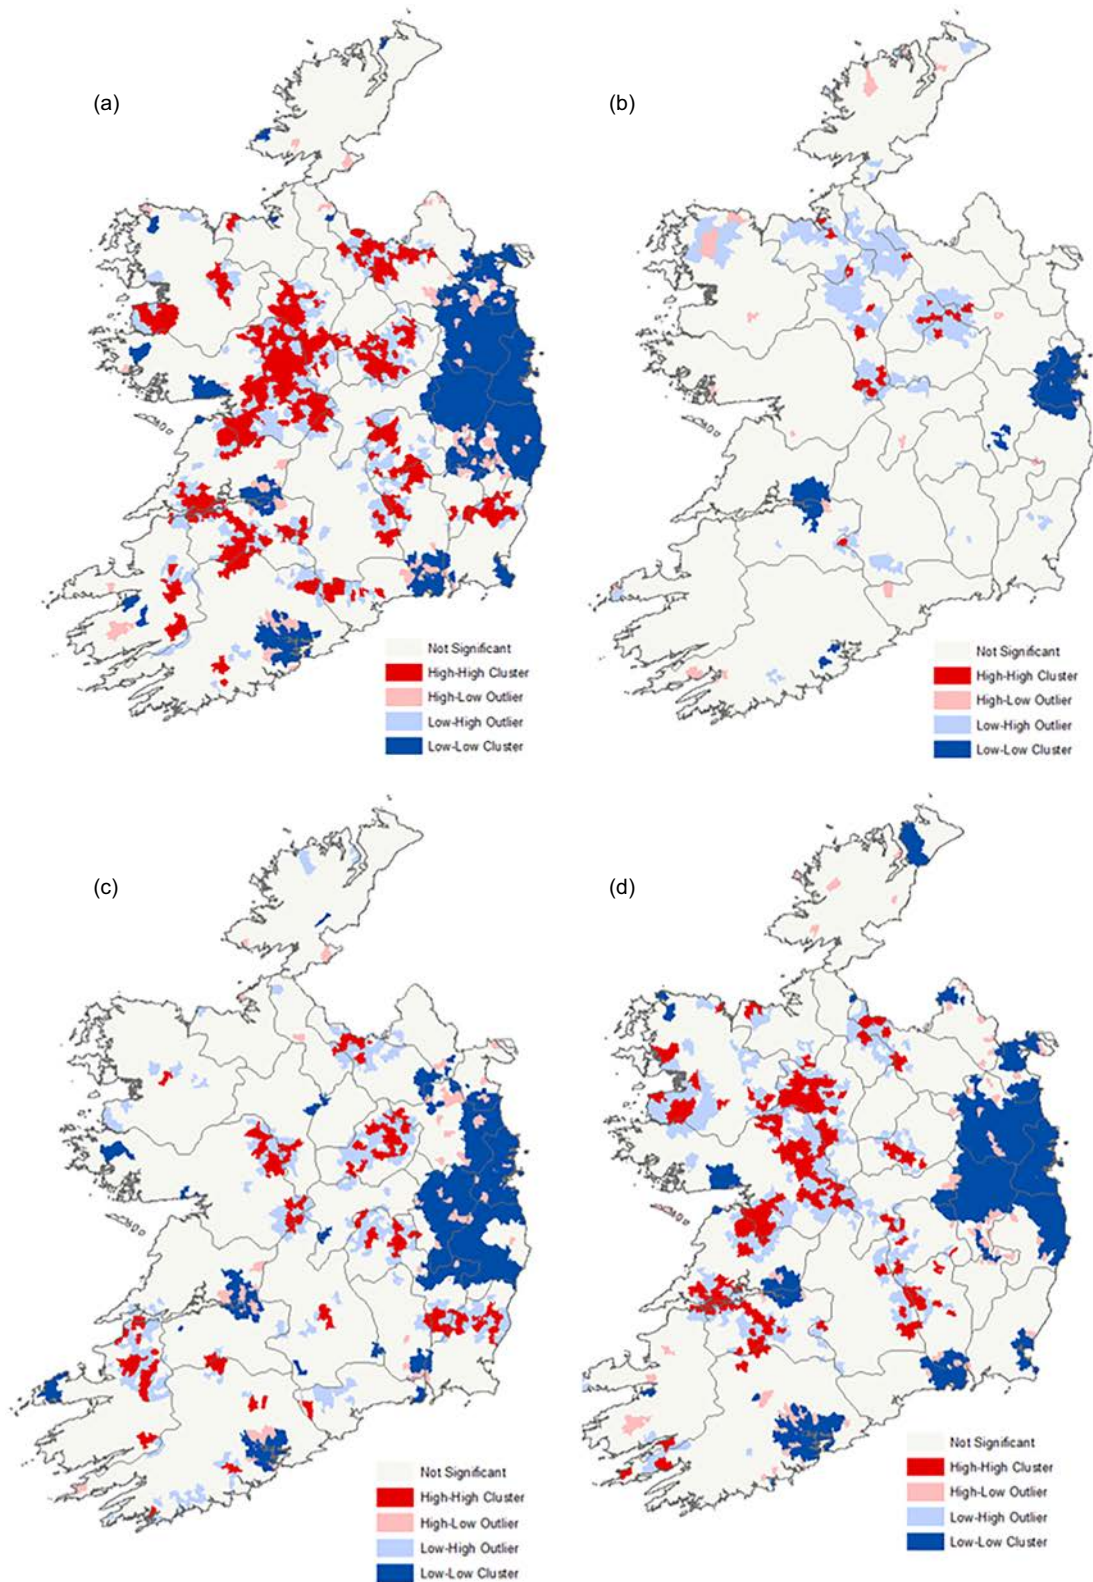 (a)
(b)
Not Significant
High-High Cluster
High-Low Outlier
Low-High Outlier
Low-Low Cluster
Not Significant
High-High Cluster
High-Low Outlier
Low-High Outlier
Low-Low Cluster
(c)
(d)
Not Significant
High-High Cluster
High-Low Outlier
Low-High Outlier
Low-Low Cluster
Not Significant
High-High Cluster
High-Low Outlier
Low-High Outlier
Low-Low Cluster